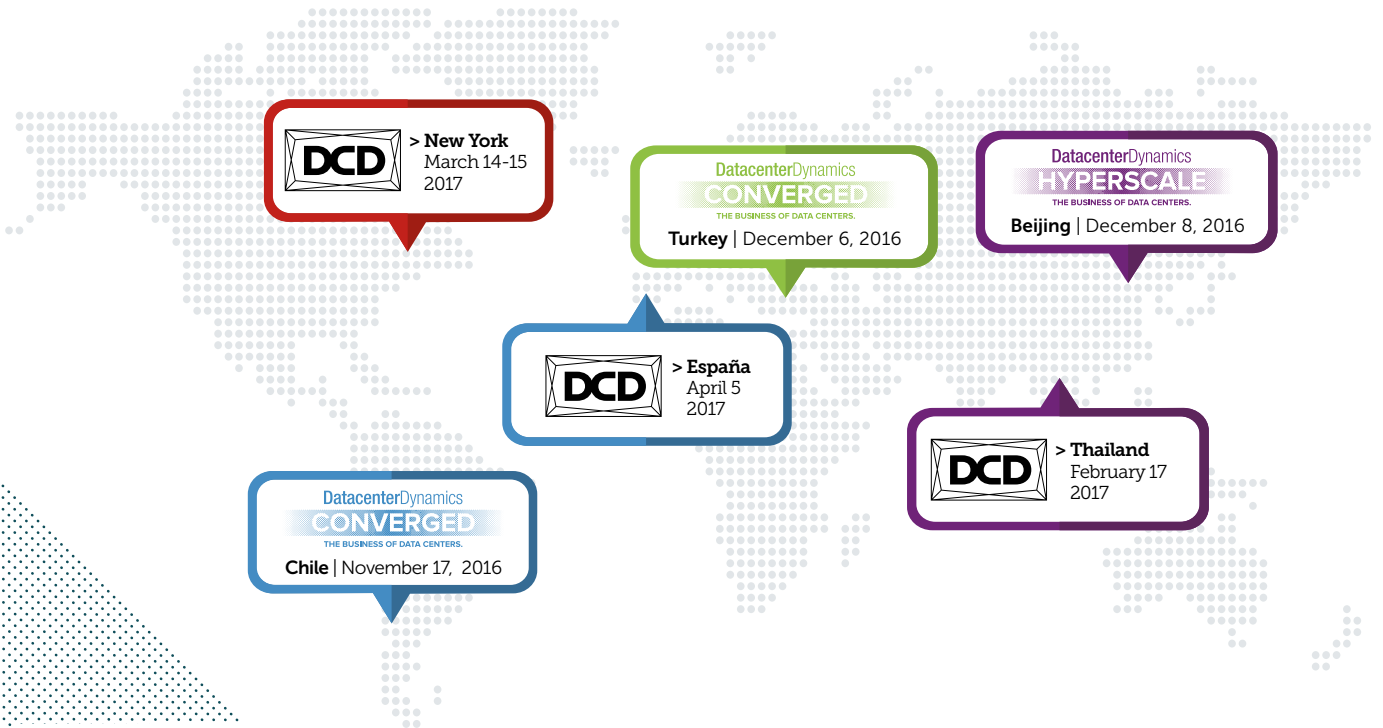 DCD
> New York
March 14-15
2017
DatacenterDynamics
CONVERGED
THE BUSINESS OF DATA CENTERS.
Turkey | December 6, 2016
DatacenterDynamics
HYPERSCALE
THE BUSINESS OF DATA CENTERS.
Beijing | December 8, 2016
DCD
> España
April 5
2017
DCD
> Thailand
February 17
2017
DatacenterDynamics
CONVERGED
THE BUSINESS OF DATA CENTERS.
Chile | November 17, 2016